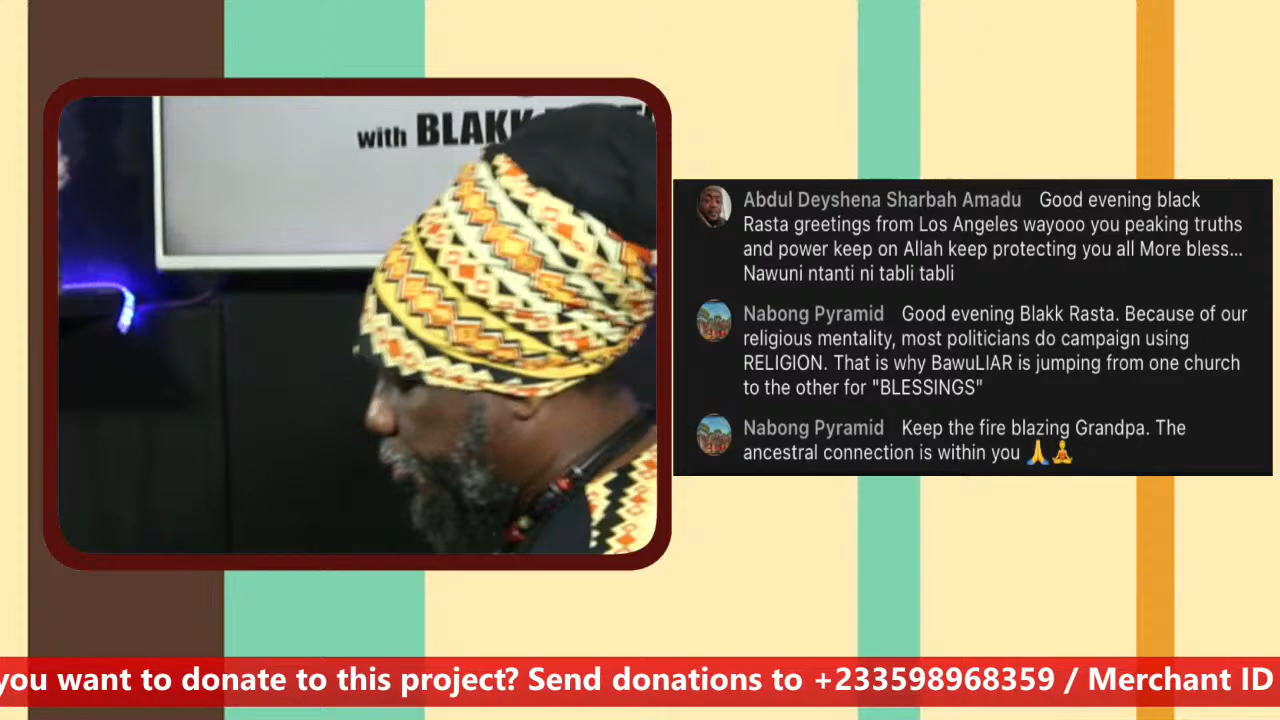 with BLAKK
Abdul Deyshena Sharbah Amadu Good evening black
Rasta greetings from Los Angeles wayooo you peaking truths
and power keep on Allah keep protecting you all More bless...
Nawuni ntanti ni tabli tabli
Nabong Pyramid Good evening Blakk Rasta. Because of our
religious mentality, most politicians do campaign using
RELIGION. That is why BawuLIAR is jumping from one church
to the other for "BLESSINGS"
Nabong Pyramid Keep the fire blazing Grandpa. The
ancestral connection is within you 🙏🧘
you want to donate to this project? Send donations to +233598968359 / Merchant ID